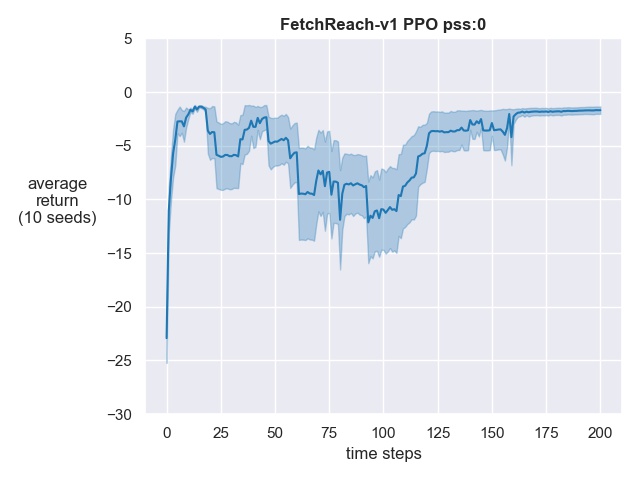 FetchReach-v1 PPO pss:0
5
0
−5
−10
−15
−20
−25
−30
average
return
(10 seeds)
0 25 50 75 100 125 150 175 200
time steps